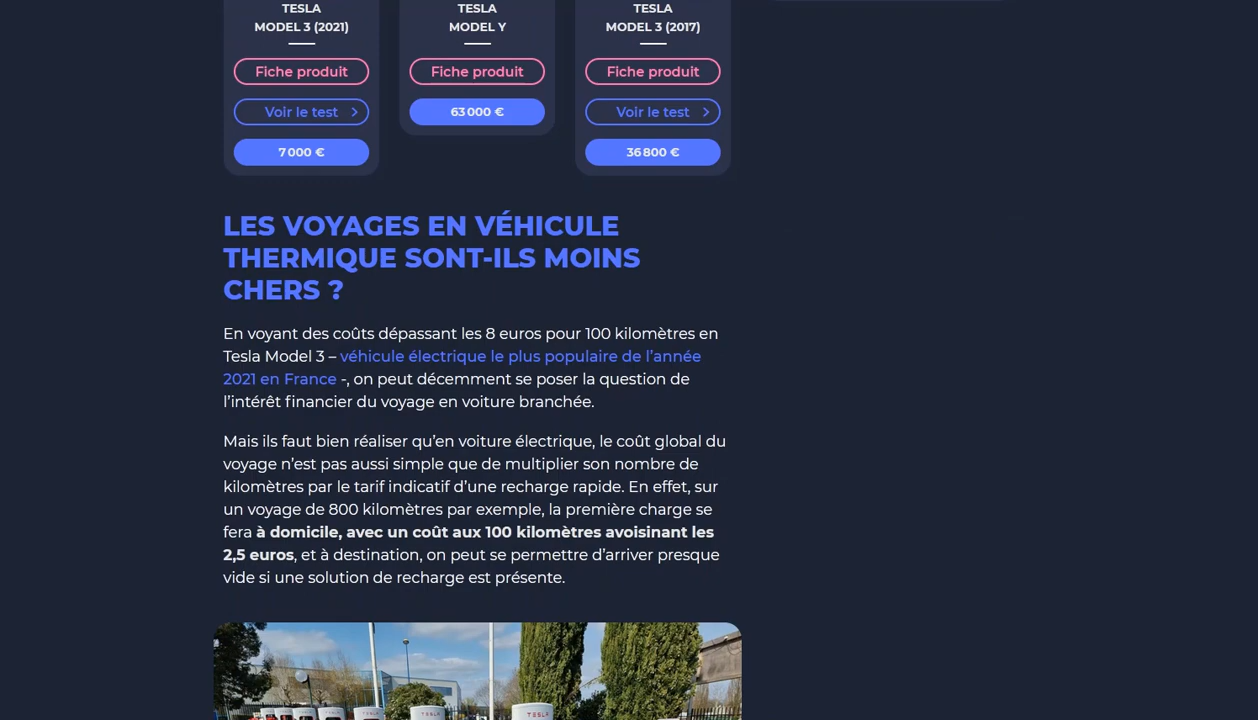 TESLA
MODEL 3 (2021)
Fiche produit
Voir le test
7 000 €
TESLA
MODEL Y
Fiche produit
63 000 €
TESLA
MODEL 3 (2017)
Fiche produit
Voir le test
36 800 €
LES VOYAGES EN VÉHICULE
THERMIQUE SONT-ILS MOINS
CHERS ?
En voyant des coûts dépassant les 8 euros pour 100 kilomètres en
Tesla Model 3 – véhicule électrique le plus populaire de l’année
2021 en France -, on peut décemment se poser la question de
l’intérêt financier du voyage en voiture branchée.
Mais ils faut bien réaliser qu’en voiture électrique, le coût global du
voyage n’est pas aussi simple que de multiplier son nombre de
kilomètres par le tarif indicatif d’une recharge rapide. En effet, sur
un voyage de 800 kilomètres par exemple, la première charge se
fera à domicile, avec un coût aux 100 kilomètres avoisinant les
2,5 euros, et à destination, on peut se permettre d’arriver presque
vide si une solution de recharge est présente.
TESLA
TESLA